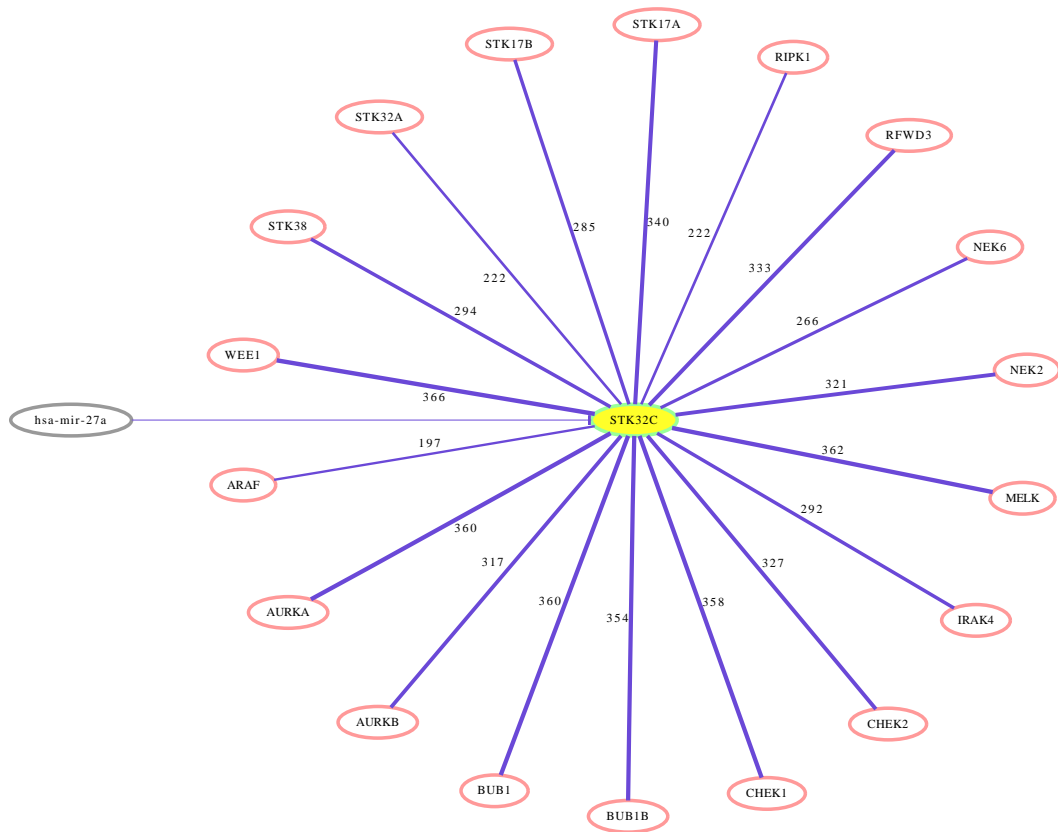 STK17A
STK17B
RIPK1
STK32A
RFWD3
STK38
285
340
222
NEK6
333
222
266
294
WEE1
NEK2
366
321
hsa-mir-27a
STK32C
197
362
ARAF
MELK
292
360
317
327
360
354
358
AURKA
IRAK4
AURKB
CHEK2
BUB1
CHEK1
BUB1B